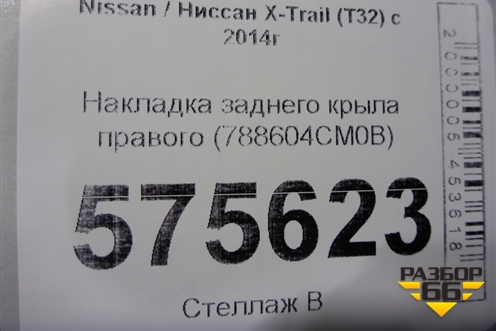 Nissan / Ниссан X-Trail (T32) с
2014г
Накладка заднего крыла
правого (788604CM0B)
575623
Стеллаж В
2000005453618
РАЗБОР
66